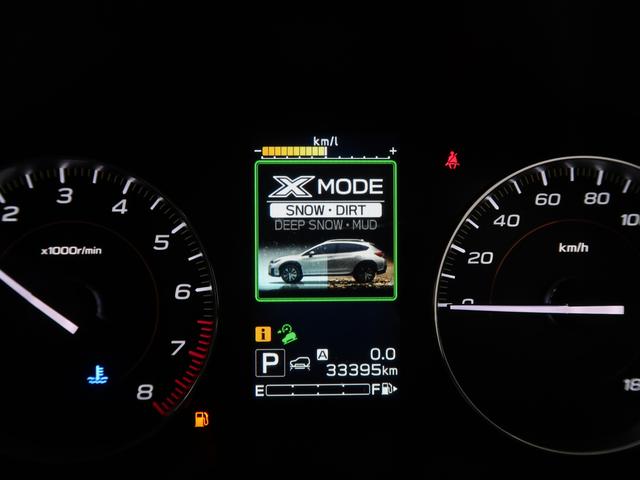 km/l
- +
X MODE
SNOW・DIRT
DEEP SNOW・MUD
2 3 4 5 6 7 8
x1000r/min
0 20 40 60 80 10
km/h
18
i
P A 0.0
33395km
E F